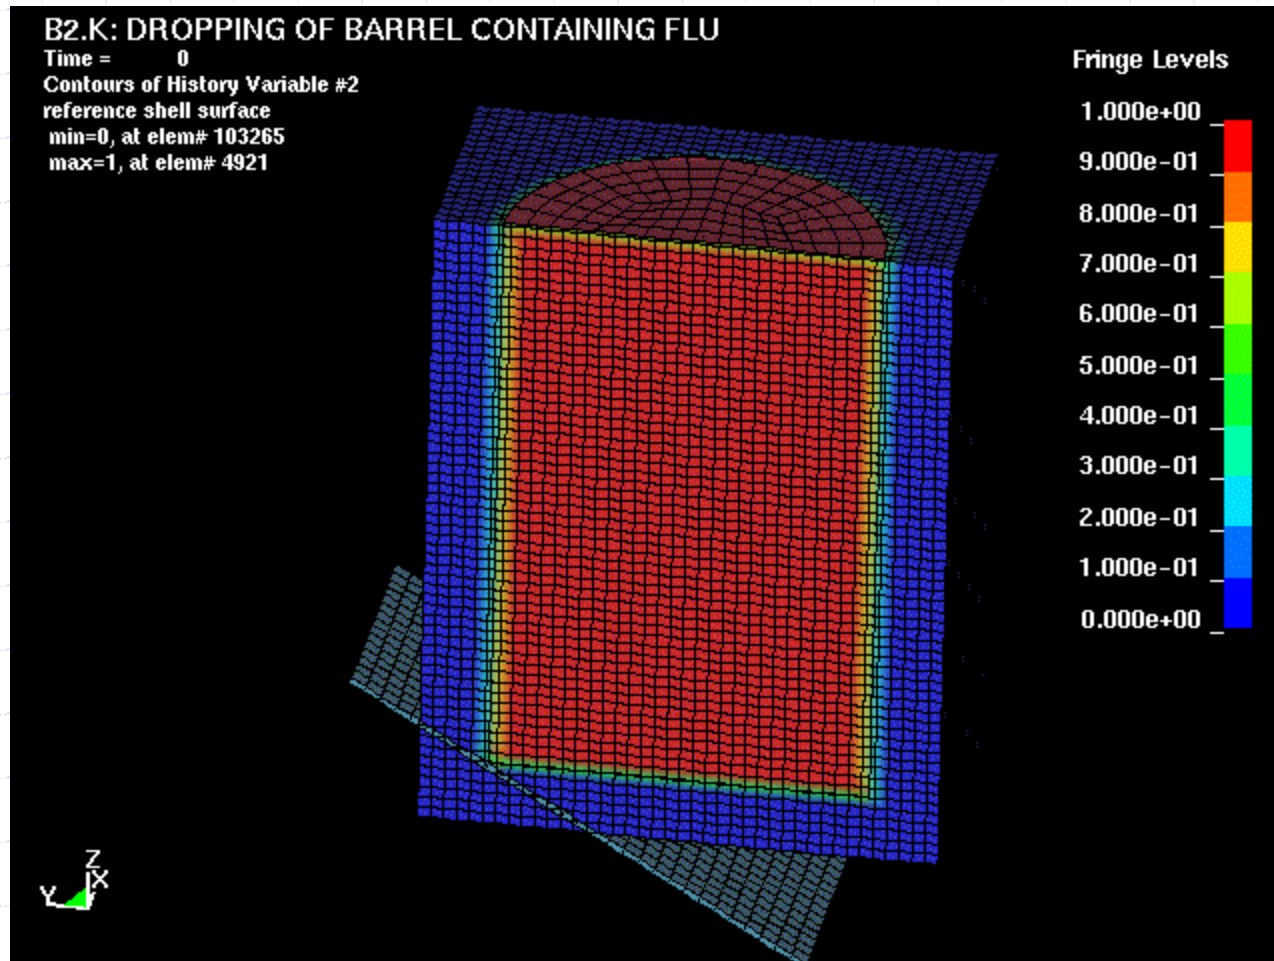 B2.K: DROPPING OF BARREL CONTAINING FLU
Time = 0
Contours of History Variable #2
reference shell surface
min=0, at elem# 103265
max=1, at elem# 4921
Fringe Levels
1.000e+00
9.000e-01
8.000e-01
7.000e-01
6.000e-01
5.000e-01
4.000e-01
3.000e-01
2.000e-01
1.000e-01
0.000e+00
Z
X
Y